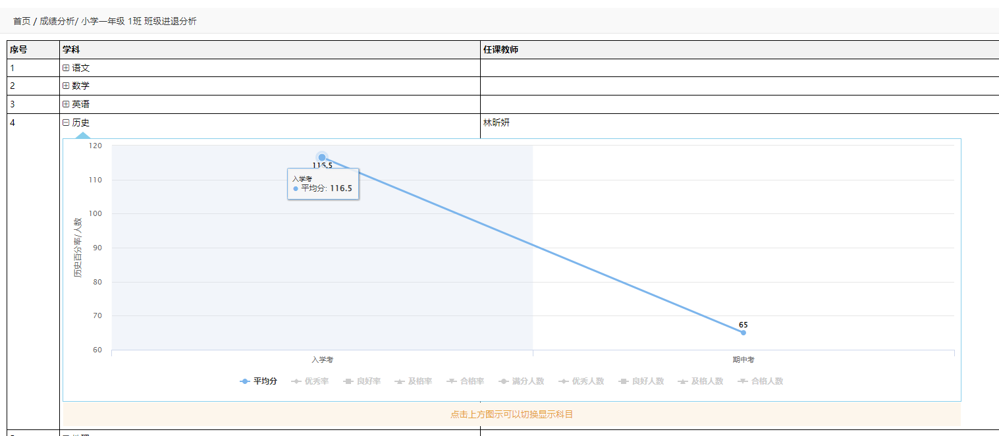 首页 / 成绩分析/ 小学一年级 1班 班级进退分析
序号 学科 任课教师
1 语文
2 数学
3 英语
4 历史 林昕妍
120
116.5
110
入学考
平均分: 116.5
100
历史百分率/人数
90
80
70
65
60
入学考 期中考
平均分 优秀率 良好率 及格率 合格率 满分人数 优秀人数 良好人数 及格人数 合格人数
点击上方图示可以切换显示科目